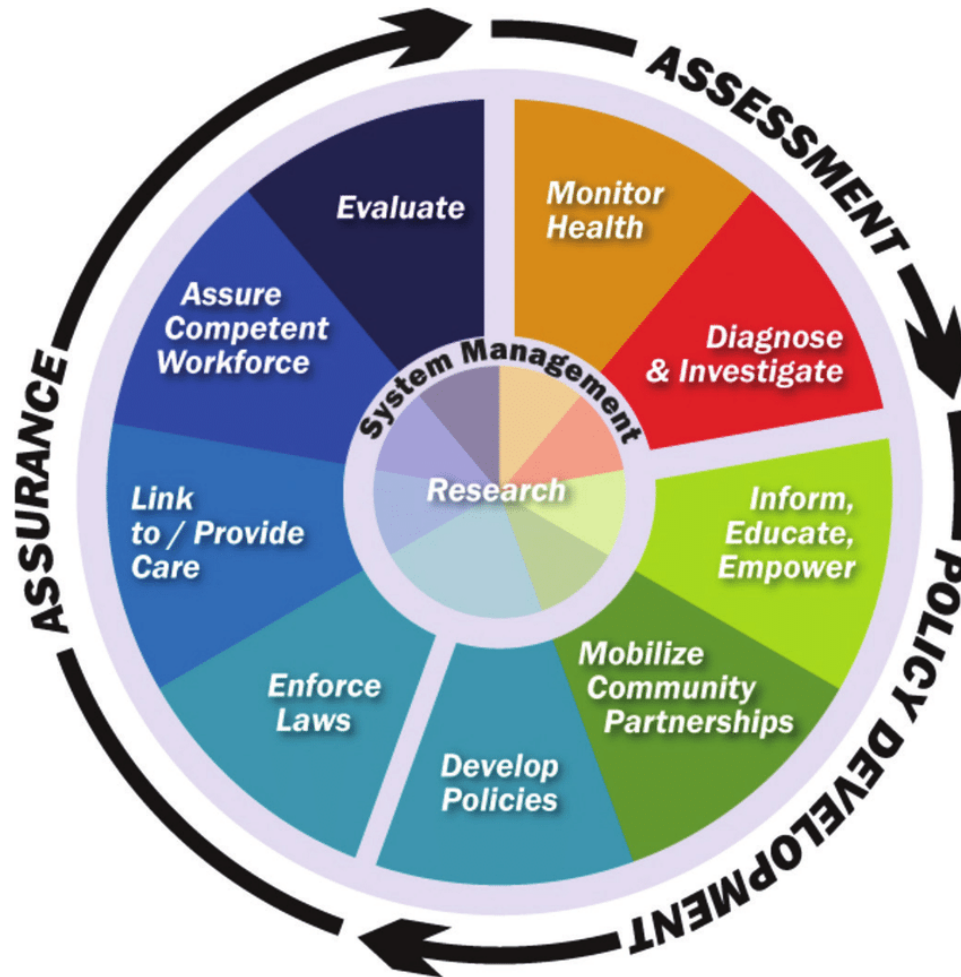 ASSESSMENT
POLICY DEVELOPMENT
ASSURANCE
Monitor
Health
Diagnose
& Investigate
Inform,
Educate,
Empower
Mobilize
Community
Partnerships
Develop
Policies
Enforce
Laws
Link
to / Provide
Care
Assure
Competent
Workforce
Evaluate
System Management
Research